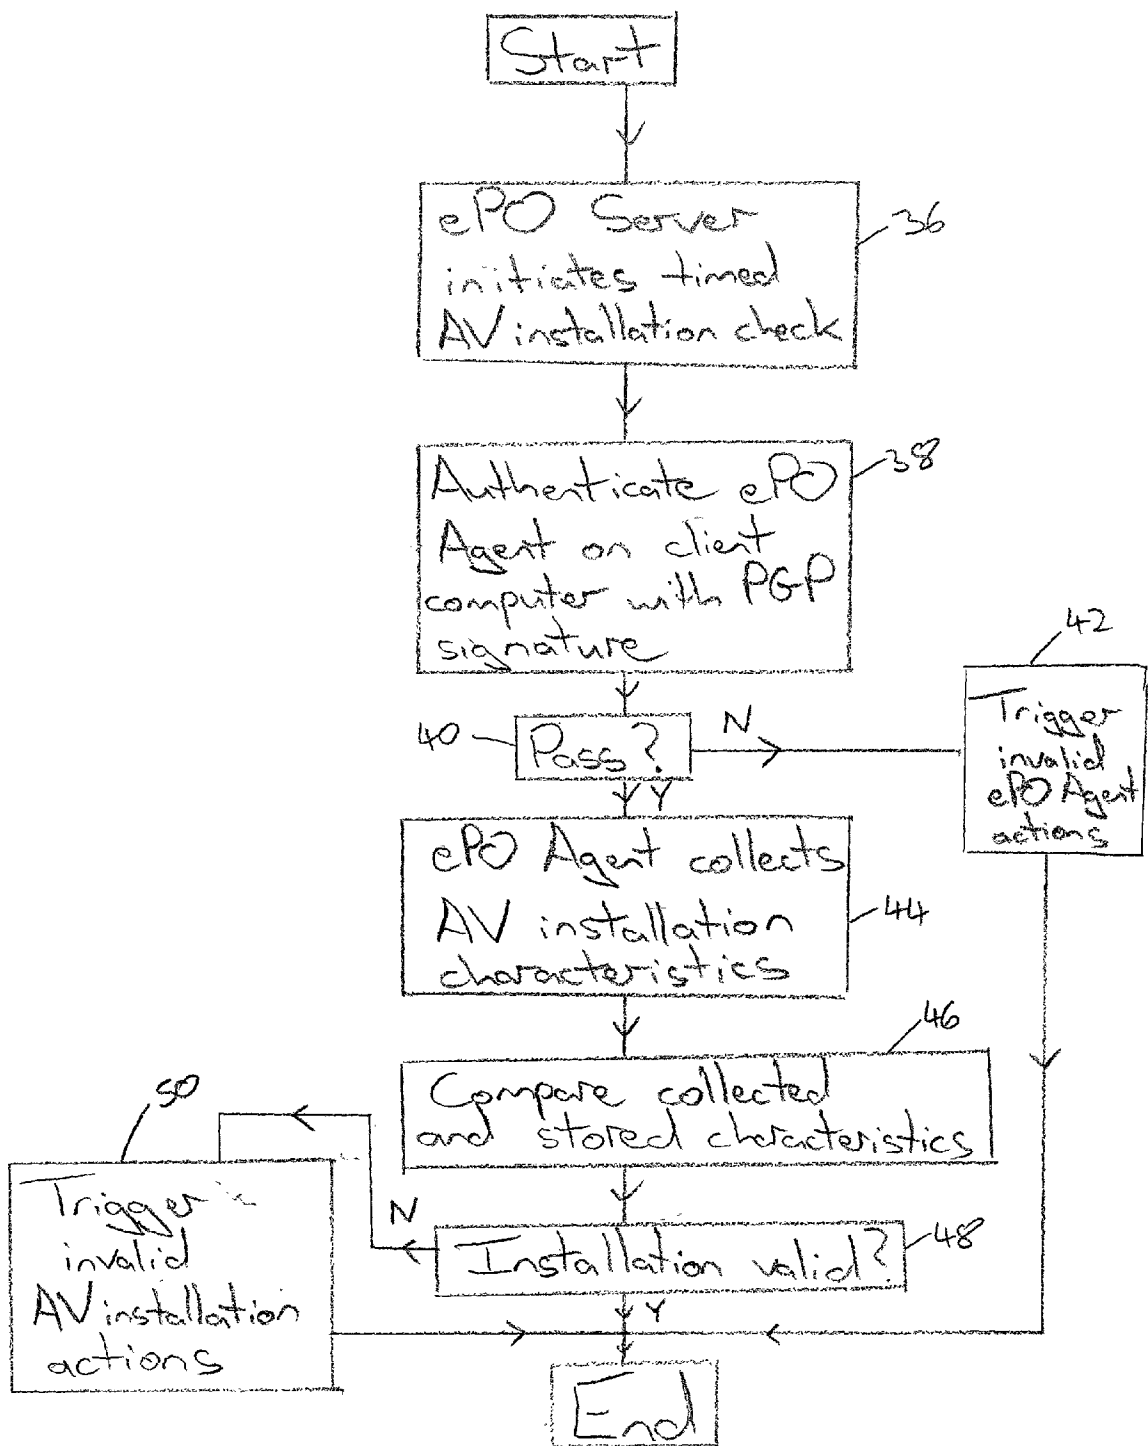 Start
ePO Server
initiates timed
AV installation check
36
Authenticate ePO
Agent on client
computer with PGP
signature
38
40
Pass?
N
Y
42
Trigger
invalid
ePO Agent
actions
ePO Agent collects
AV installation
characteristics
44
46
Compare collected
and stored characteristics
50
Trigger
invalid
AV installation
actions
N
Installation valid?
48
Y
End